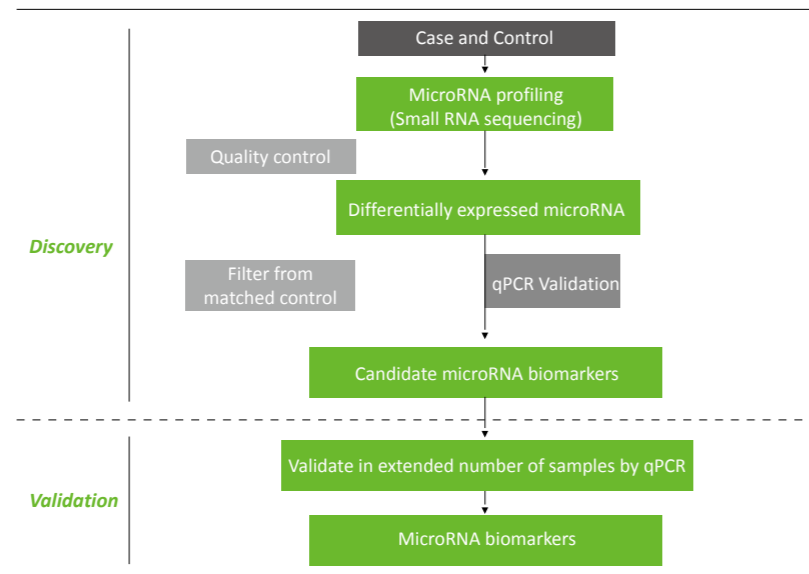 Case and Control
MicroRNA profiling
(Small RNA sequencing)
Quality control
Differentially expressed microRNA
Discovery
Filter from
matched control
qPCR Validation
Candidate microRNA biomarkers
Validate in extended number of samples by qPCR
Validation
MicroRNA biomarkers